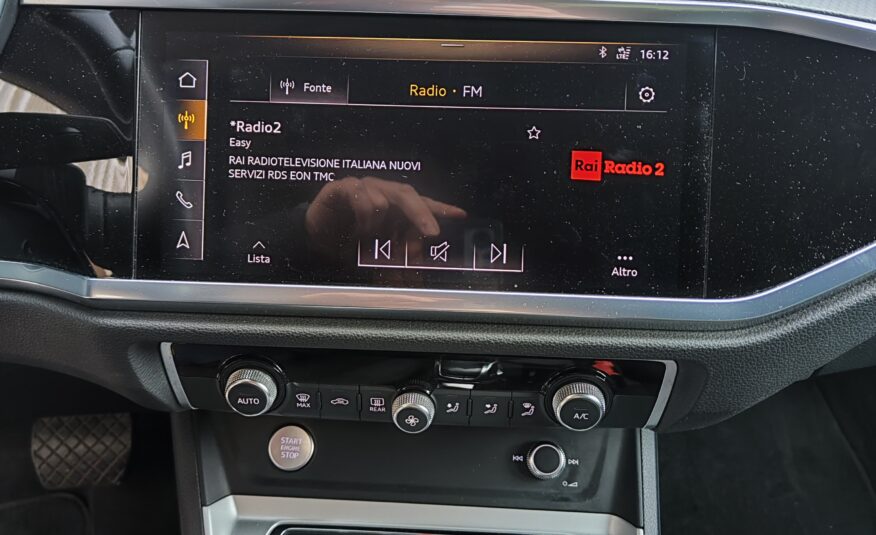 LTE 16:12
Fonte
Radio · FM
*Radio2
Easy
RAI RADIOTELEVISIONE ITALIANA NUOVI
SERVIZI RDS EON TMC
Rai Radio 2
Lista
Altro
AUTO
MAX
REAR
A/C
START
ENGINE
STOP